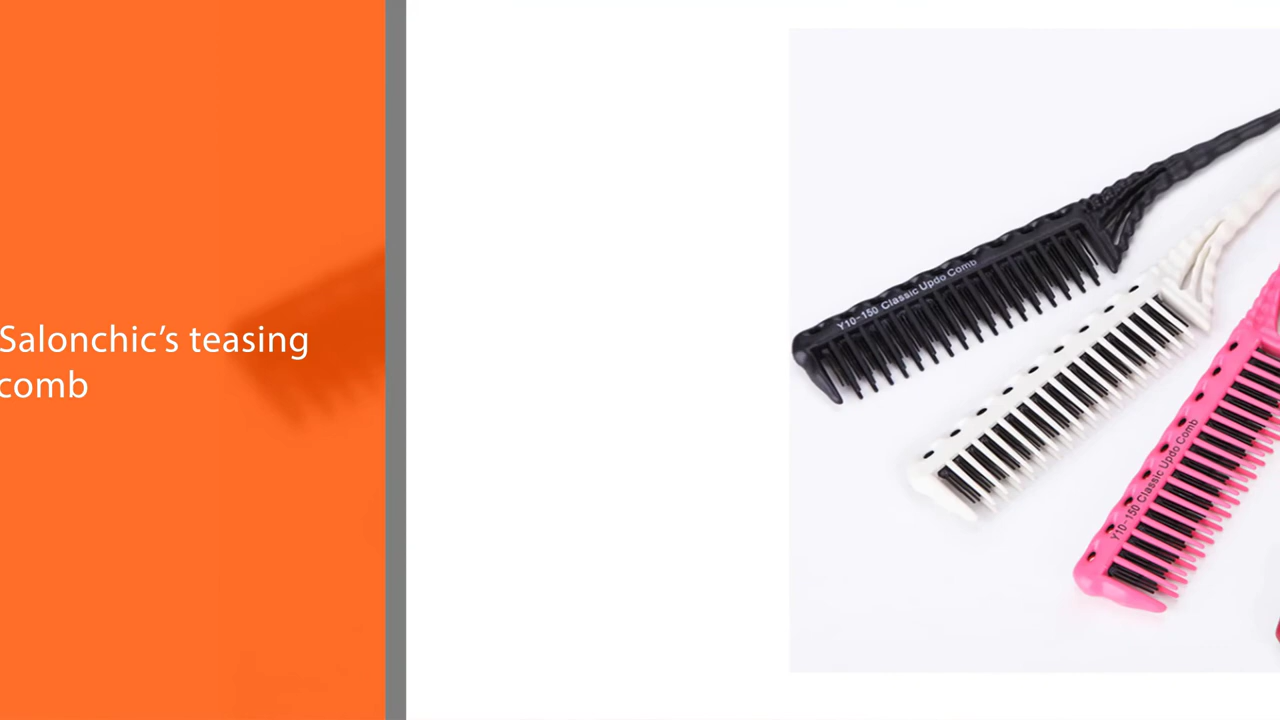 Salonchic’s teasing
comb
Y10-150 Classic Updo Comb
Y10-150 Classic Updo Comb